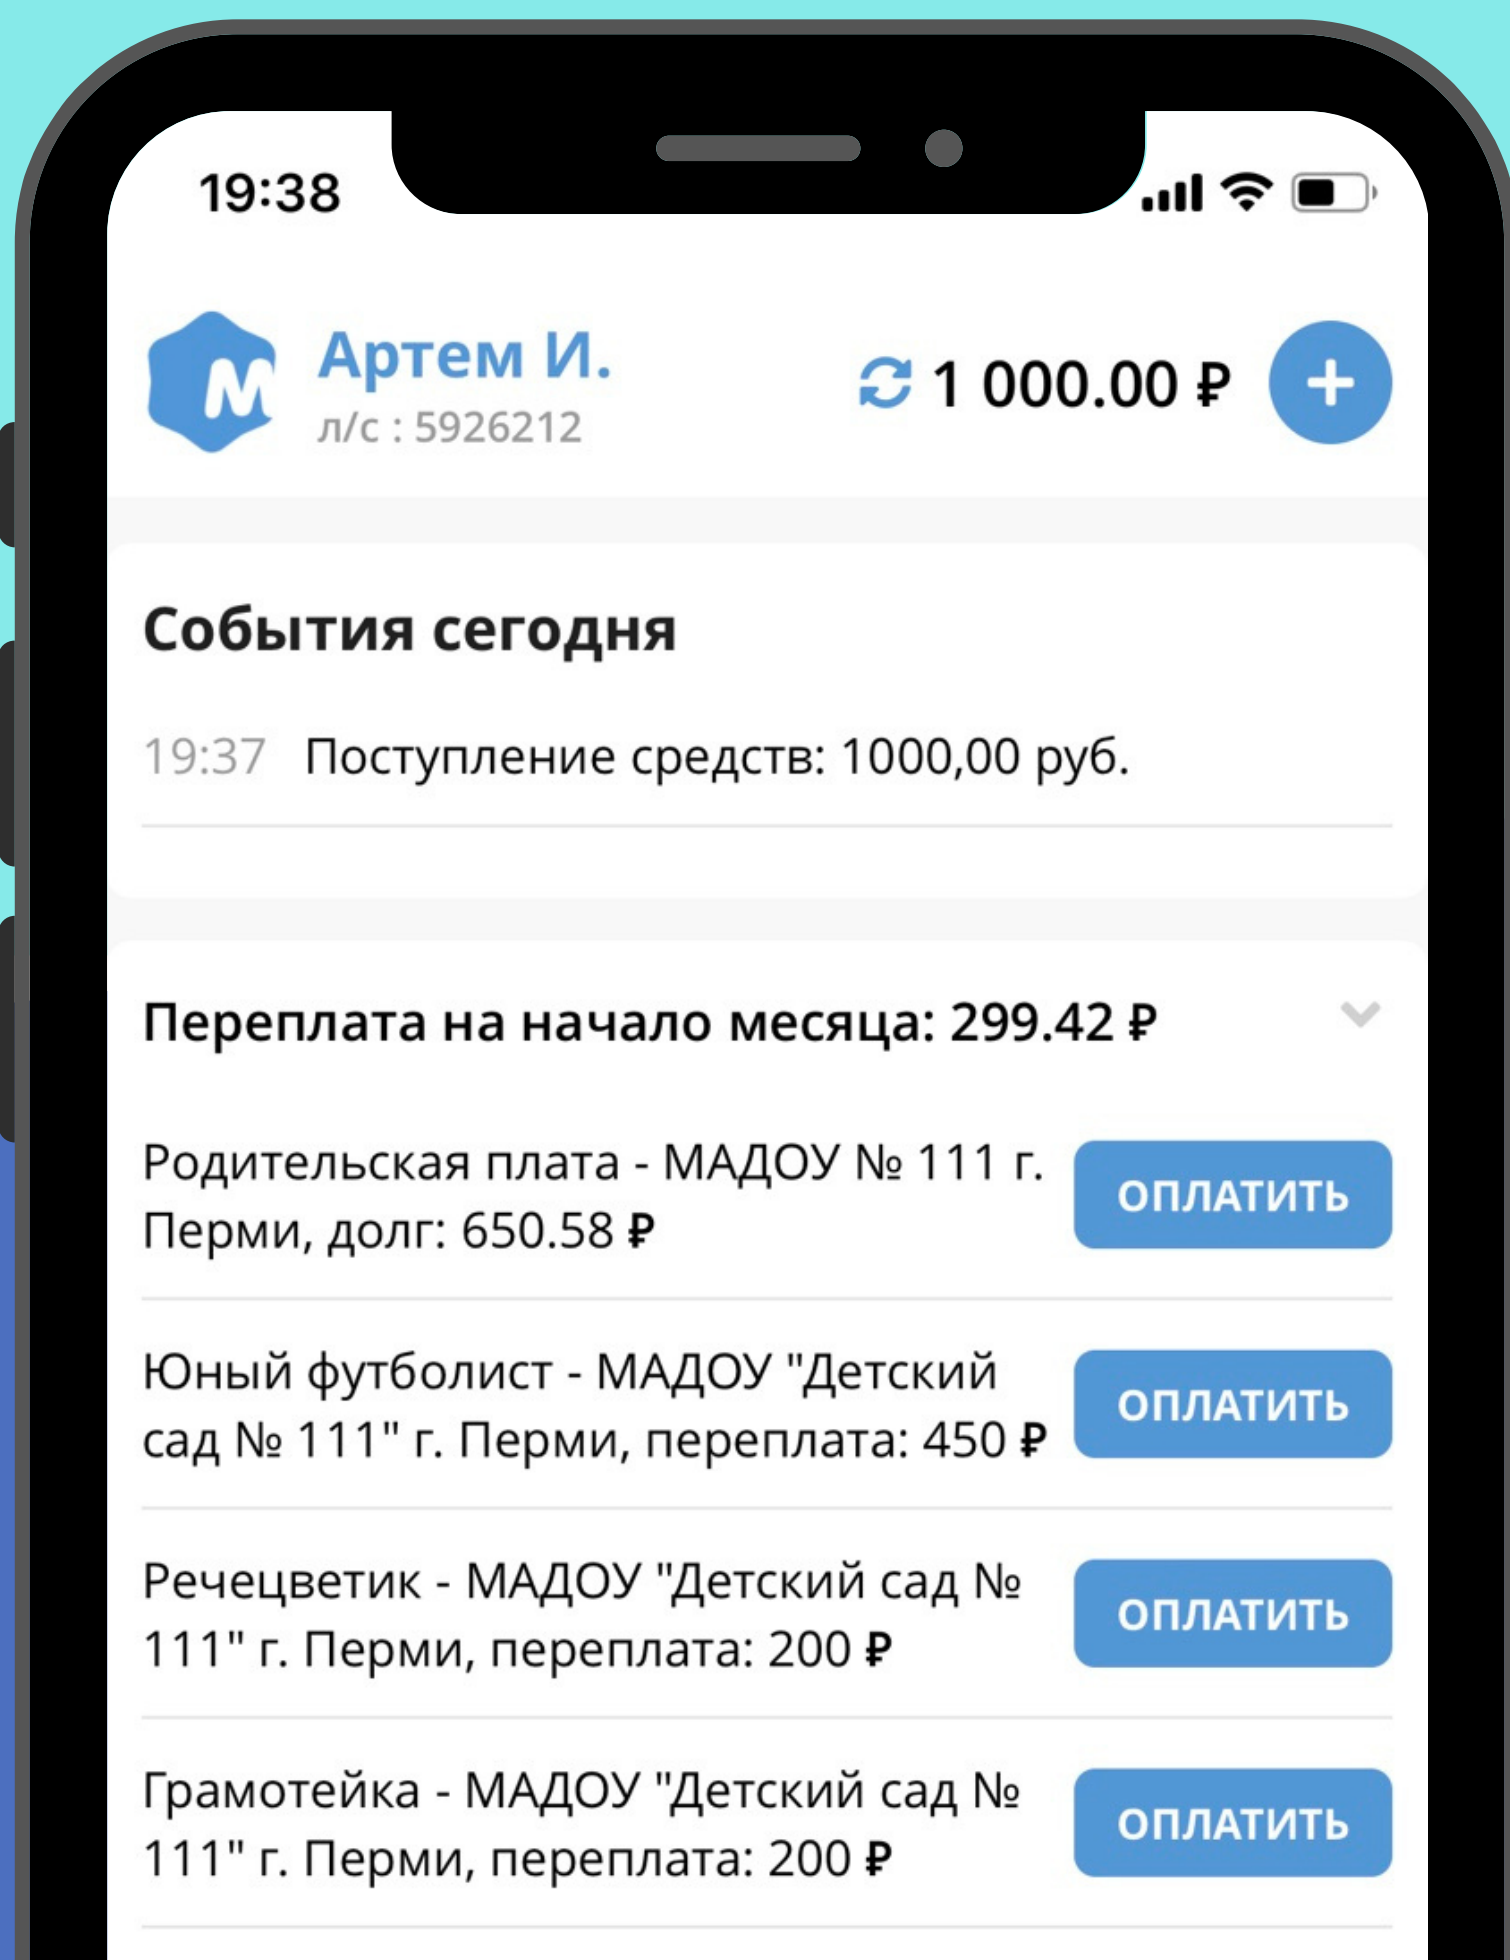 19:38
М
Артем И.
л/с : 5926212
1 000.00 ₽
+
События сегодня
19:37 Поступление средств: 1000,00 руб.
Переплата на начало месяца: 299.42 ₽
Родительская плата - МАДОУ № 111 г.
Перми, долг: 650.58 ₽
ОПЛАТИТЬ
Юный футболист - МАДОУ "Детский
сад № 111" г. Перми, переплата: 450 ₽
ОПЛАТИТЬ
Речецветик - МАДОУ "Детский сад №
111" г. Перми, переплата: 200 ₽
ОПЛАТИТЬ
Грамотейка - МАДОУ "Детский сад №
111" г. Перми, переплата: 200 ₽
ОПЛАТИТЬ